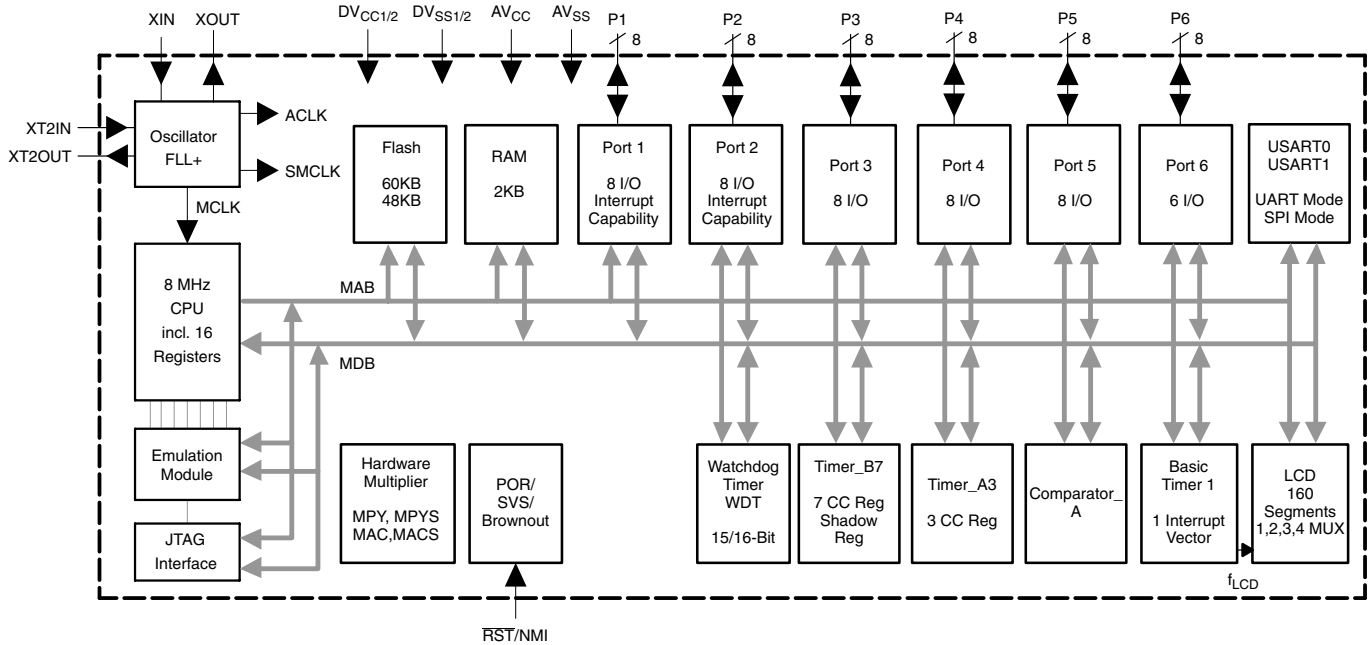 XIN
XOUT
DVCC1/2
DVSS1/2
AVCC
AVSS
P1
P2
P3
P4
P5
P6
8
8
8
8
8
8
XT2IN
XT2OUT
Oscillator
FLL+
ACLK
SMCLK
MCLK
Flash
60KB
48KB
RAM
2KB
Port 1
8 I/O
Interrupt
Capability
Port 2
8 I/O
Interrupt
Capability
Port 3
8 I/O
Port 4
8 I/O
Port 5
8 I/O
Port 6
6 I/O
USART0
USART1
UART Mode
SPI Mode
8 MHz
CPU
incl. 16
Registers
MAB
MDB
Emulation
Module
JTAG
Interface
Hardware
Multiplier
MPY, MPYS
MAC,MACS
POR/
SVS/
Brownout
Watchdog
Timer
WDT
15/16-Bit
Timer_B7
7 CC Reg
Shadow
Reg
Timer_A3
3 CC Reg
Comparator_
A
Basic
Timer 1
1 Interrupt
Vector
LCD
160
Segments
1,2,3,4 MUX
fLCD
RST/NMI